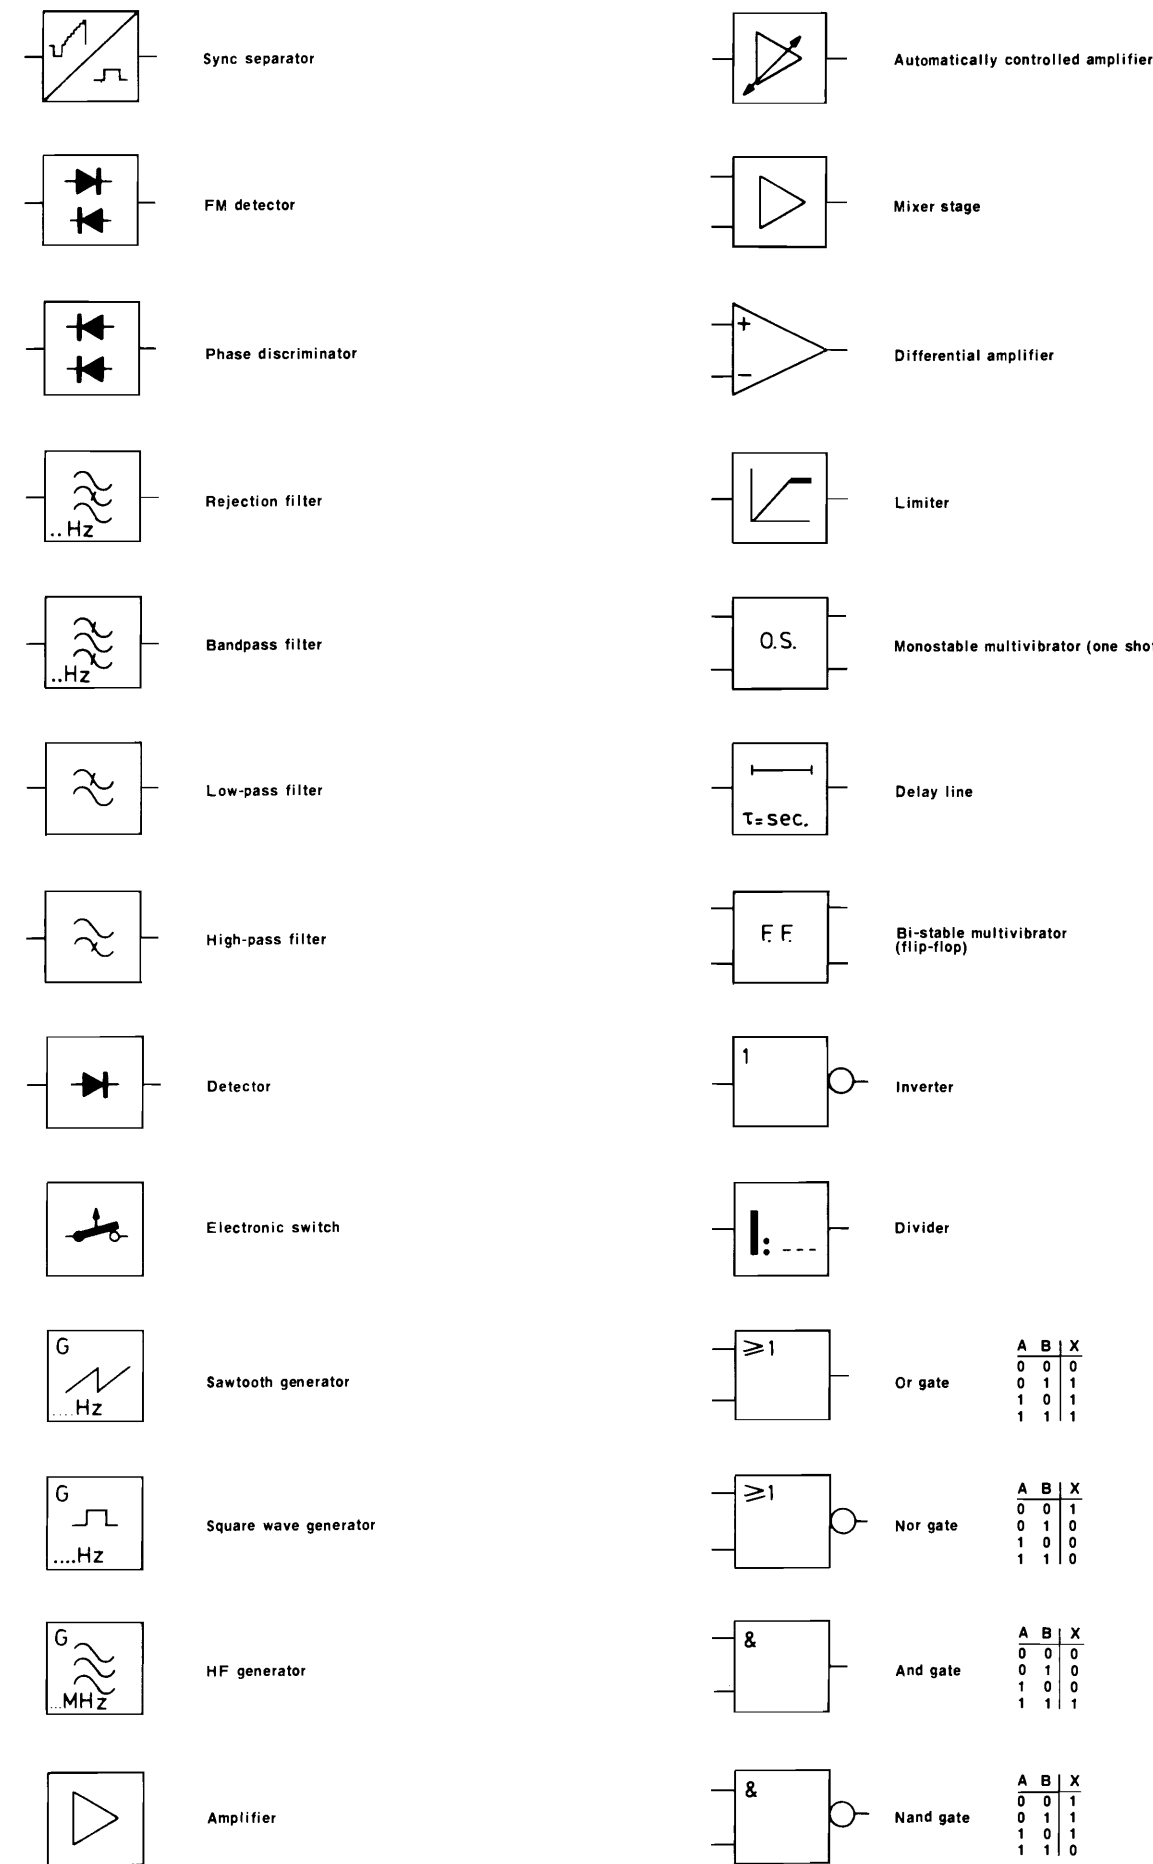 Sync separator
FM detector
Phase discriminator
..Hz
Rejection filter
..Hz
Bandpass filter
Low-pass filter
High-pass filter
Detector
Electronic switch
G
....Hz
Sawtooth generator
G
....Hz
Square wave generator
G
...MHz
HF generator
Amplifier
Automatically controlled amplifier
Mixer stage
+
−
Differential amplifier
Limiter
O.S.
Monostable multivibrator (one shot
τ=sec.
Delay line
F.F.
Bi-stable multivibrator
(flip-flop)
1
Inverter
: ---
Divider
≥1
Or gate
A B X
0 0 0
0 1 1
1 0 1
1 1 1
≥1
Nor gate
A B X
0 0 1
0 1 0
1 0 0
1 1 0
&
And gate
A B X
0 0 0
0 1 0
1 0 0
1 1 1
&
Nand gate
A B X
0 0 1
0 1 1
1 0 1
1 1 0